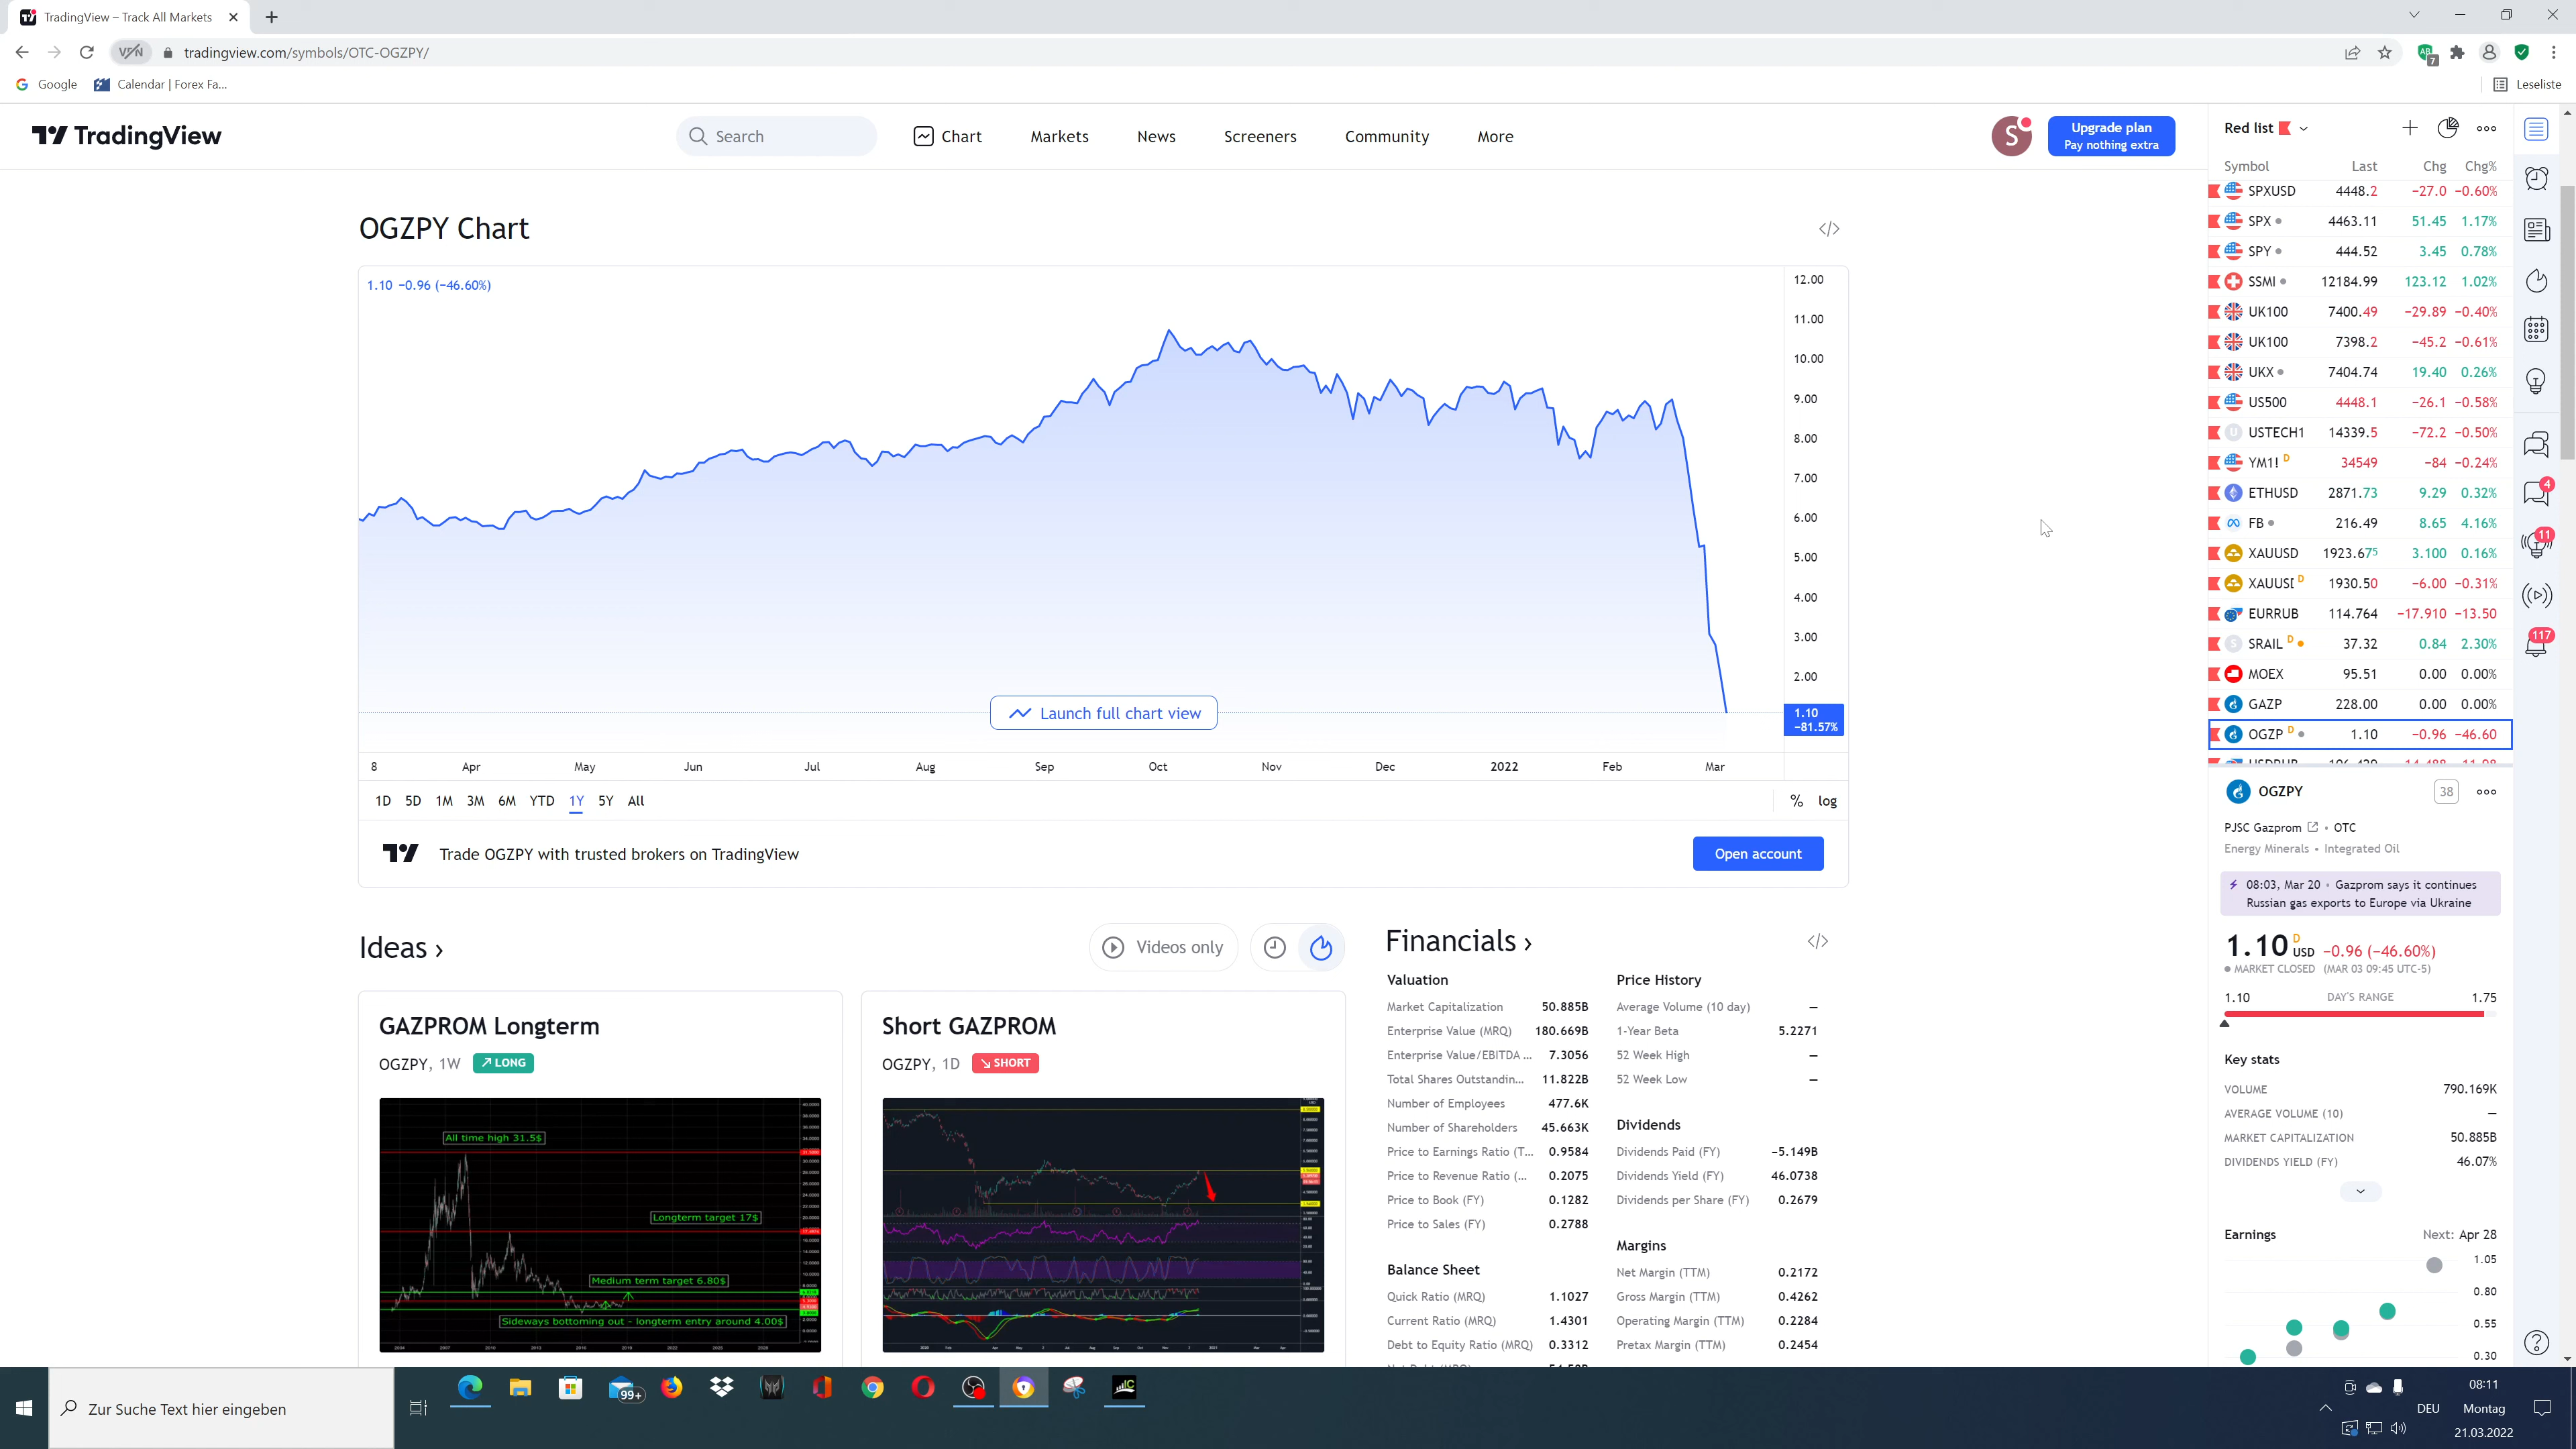 TradingView – Track All Markets
tradingview.com/symbols/OTC-OGZPY/
VPN
7
Google
Calendar | Forex Fa...
Leseliste
TradingView
Search
Chart
Markets
News
Screeners
Community
More
S
Upgrade plan
Pay nothing extra
OGZPY Chart
1.10 −0.96 (−46.60%)
12.00
11.00
10.00
9.00
8.00
7.00
6.00
5.00
4.00
3.00
2.00
1.10
−81.57%
Launch full chart view
8 Apr May Jun Jul Aug Sep Oct Nov Dec 2022 Feb Mar
1D 5D 1M 3M 6M YTD 1Y 5Y All
% log
Trade OGZPY with trusted brokers on TradingView
Open account
Ideas ›
Videos only
GAZPROM Longterm
OGZPY, 1W LONG
All time high 31.5$
Longterm target 17$
Medium term target 6.80$
Sideways bottoming out - longterm entry around 4.00$
Short GAZPROM
OGZPY, 1D SHORT
Financials ›
Valuation
Market Capitalization 50.885B
Enterprise Value (MRQ) 180.669B
Enterprise Value/EBITDA ... 7.3056
Total Shares Outstandin... 11.822B
Number of Employees 477.6K
Number of Shareholders 45.663K
Price to Earnings Ratio (T... 0.9584
Price to Revenue Ratio (... 0.2075
Price to Book (FY) 0.1282
Price to Sales (FY) 0.2788
Balance Sheet
Quick Ratio (MRQ) 1.1027
Current Ratio (MRQ) 1.4301
Debt to Equity Ratio (MRQ) 0.3312
Price History
Average Volume (10 day) —
1-Year Beta 5.2271
52 Week High —
52 Week Low —
Dividends
Dividends Paid (FY) −5.149B
Dividends Yield (FY) 46.0738
Dividends per Share (FY) 0.2679
Margins
Net Margin (TTM) 0.2172
Gross Margin (TTM) 0.4262
Operating Margin (TTM) 0.2284
Pretax Margin (TTM) 0.2454
Red list
Symbol Last Chg Chg%
SPXUSD 4448.2 −27.0 −0.60%
SPX 4463.11 51.45 1.17%
SPY 444.52 3.45 0.78%
SSMI 12184.99 123.12 1.02%
UK100 7400.49 −29.89 −0.40%
UK100 7398.2 −45.2 −0.61%
UKX 7404.74 19.40 0.26%
US500 4448.1 −26.1 −0.58%
USTECH1 14339.5 −72.2 −0.50%
YM1! D 34549 −84 −0.24%
ETHUSD 2871.73 9.29 0.32%
FB 216.49 8.65 4.16%
XAUUSD 1923.675 3.100 0.16%
XAUUSI D 1930.50 −6.00 −0.31%
EURRUB 114.764 −17.910 −13.50
SRAIL D 37.32 0.84 2.30%
MOEX 95.51 0.00 0.00%
GAZP 228.00 0.00 0.00%
OGZP D 1.10 −0.96 −46.60
OGZPY
38
PJSC Gazprom • OTC
Energy Minerals • Integrated Oil
08:03, Mar 20 • Gazprom says it continues
Russian gas exports to Europe via Ukraine
1.10 D USD −0.96 (−46.60%)
MARKET CLOSED (MAR 03 09:45 UTC-5)
1.10 DAY'S RANGE 1.75
Key stats
VOLUME 790.169K
AVERAGE VOLUME (10) —
MARKET CAPITALIZATION 50.885B
DIVIDENDS YIELD (FY) 46.07%
Earnings Next: Apr 28
1.05
0.80
0.55
0.30
4
11
117
Zur Suche Text hier eingeben
99+
DEU
08:11
Montag
21.03.2022